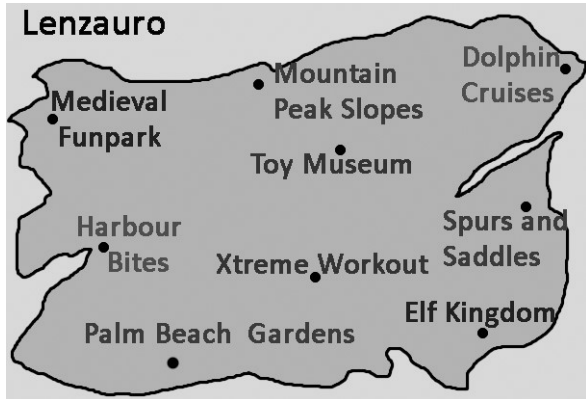 Lenzauro
Mountain
Peak Slopes
Dolphin
Cruises
Medieval
Funpark
Toy Museum
Harbour
Bites
Xtreme Workout
Spurs and
Saddles
Elf Kingdom
Palm Beach Gardens